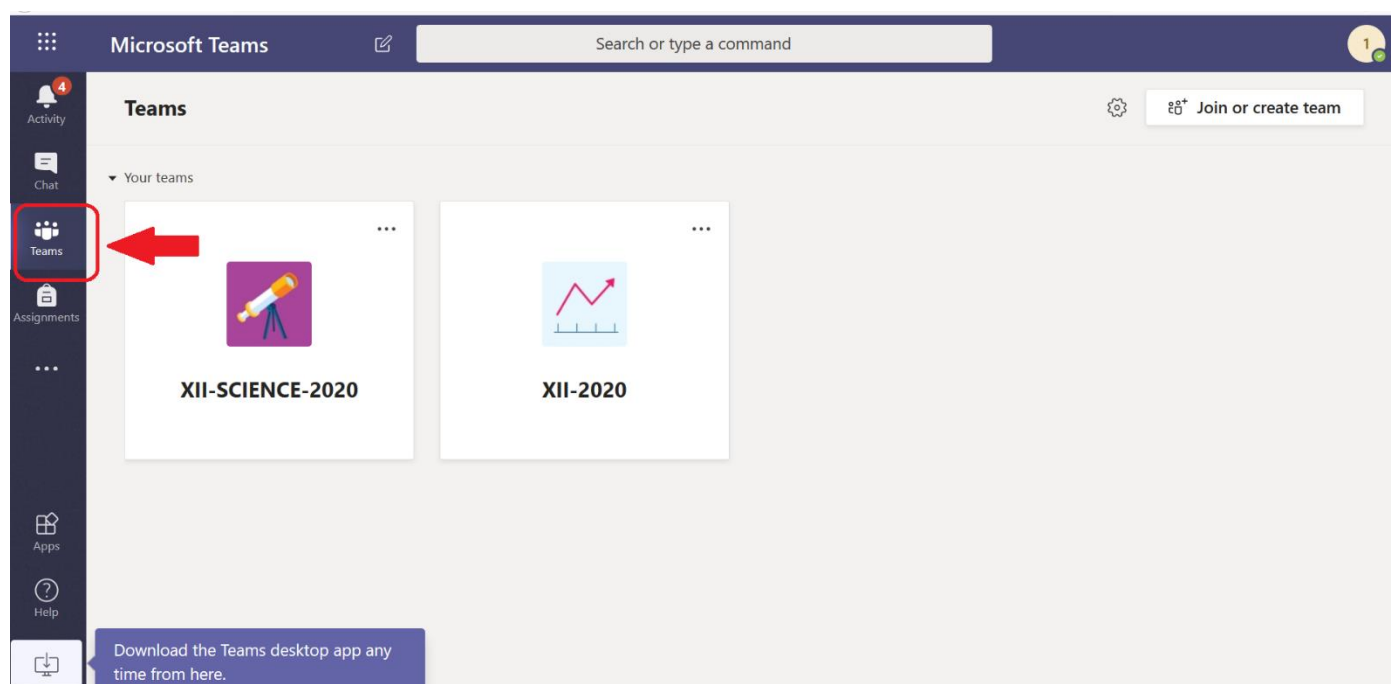 Microsoft Teams
Search or type a command
1
4
Activity
Teams
Join or create team
Chat
Your teams
Teams
Assignments
XII-SCIENCE-2020
XII-2020
Apps
Help
Download the Teams desktop app any
time from here.